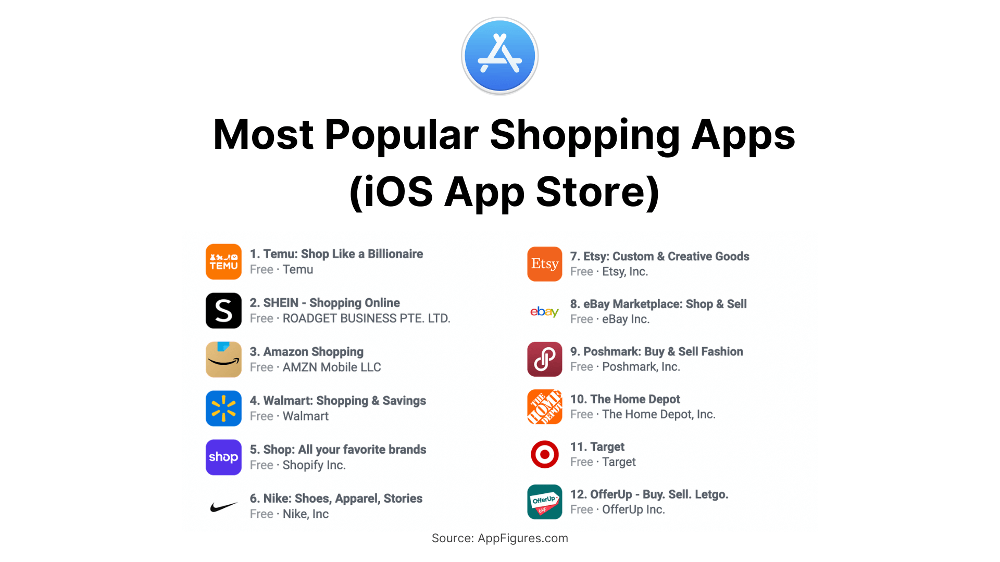 Most Popular Shopping Apps
(iOS App Store)
TEMU
1. Temu: Shop Like a Billionaire
Free · Temu
S
2. SHEIN - Shopping Online
Free · ROADGET BUSINESS PTE. LTD.
3. Amazon Shopping
Free · AMZN Mobile LLC
4. Walmart: Shopping & Savings
Free · Walmart
shop
5. Shop: All your favorite brands
Free · Shopify Inc.
6. Nike: Shoes, Apparel, Stories
Free · Nike, Inc
Etsy
7. Etsy: Custom & Creative Goods
Free · Etsy, Inc.
ebay
8. eBay Marketplace: Shop & Sell
Free · eBay Inc.
9. Poshmark: Buy & Sell Fashion
Free · Poshmark, Inc.
THE
HOME
DEPOT
10. The Home Depot
Free · The Home Depot, Inc.
11. Target
Free · Target
OfferUp
letgo
12. OfferUp - Buy. Sell. Letgo.
Free · OfferUp Inc.
Source: AppFigures.com